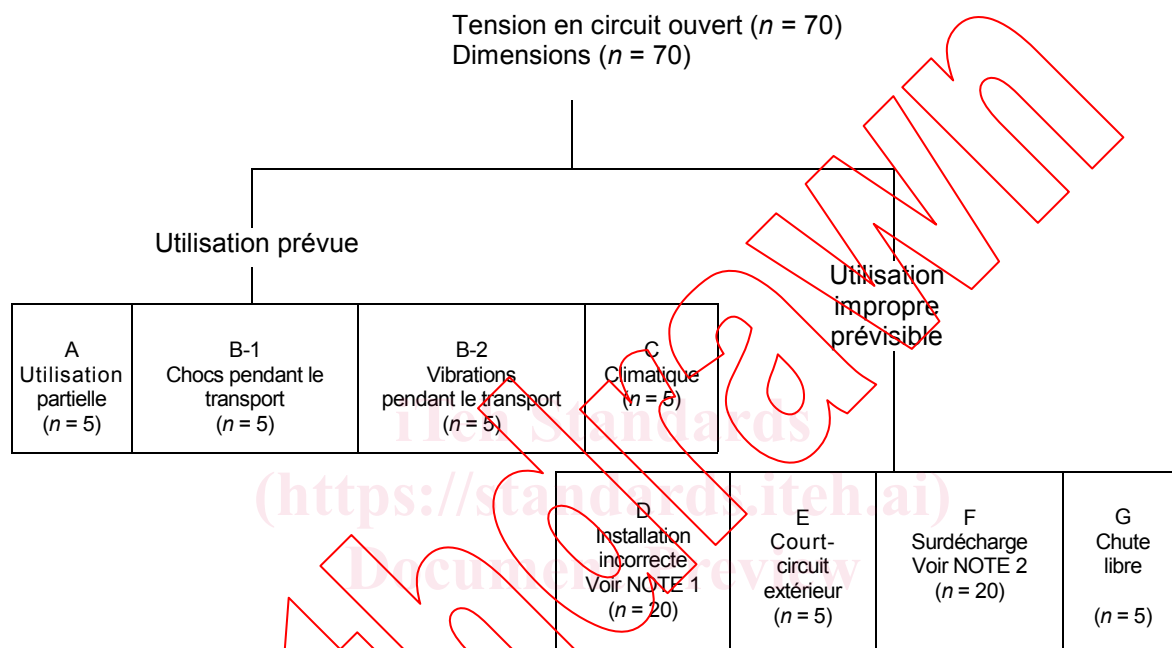 Tension en circuit ouvert (n = 70)
Dimensions (n = 70)
Utilisation prévue
Utilisation
impropre
prévisible
A
Utilisation
partielle
(n = 5)
B-1
Chocs pendant le
transport
(n = 5)
B-2
Vibrations
pendant le transport
(n = 5)
C
Climatique
(n = 5)
D
Installation
incorrecte
Voir NOTE 1
(n = 20)
E
Court-
circuit
extérieur
(n = 5)
F
Surdécharge
Voir NOTE 2
(n = 20)
G
Chute
libre
(n = 5)
iTeh Standards
(https://standards.iteh.ai)
Document Preview
thdrawn